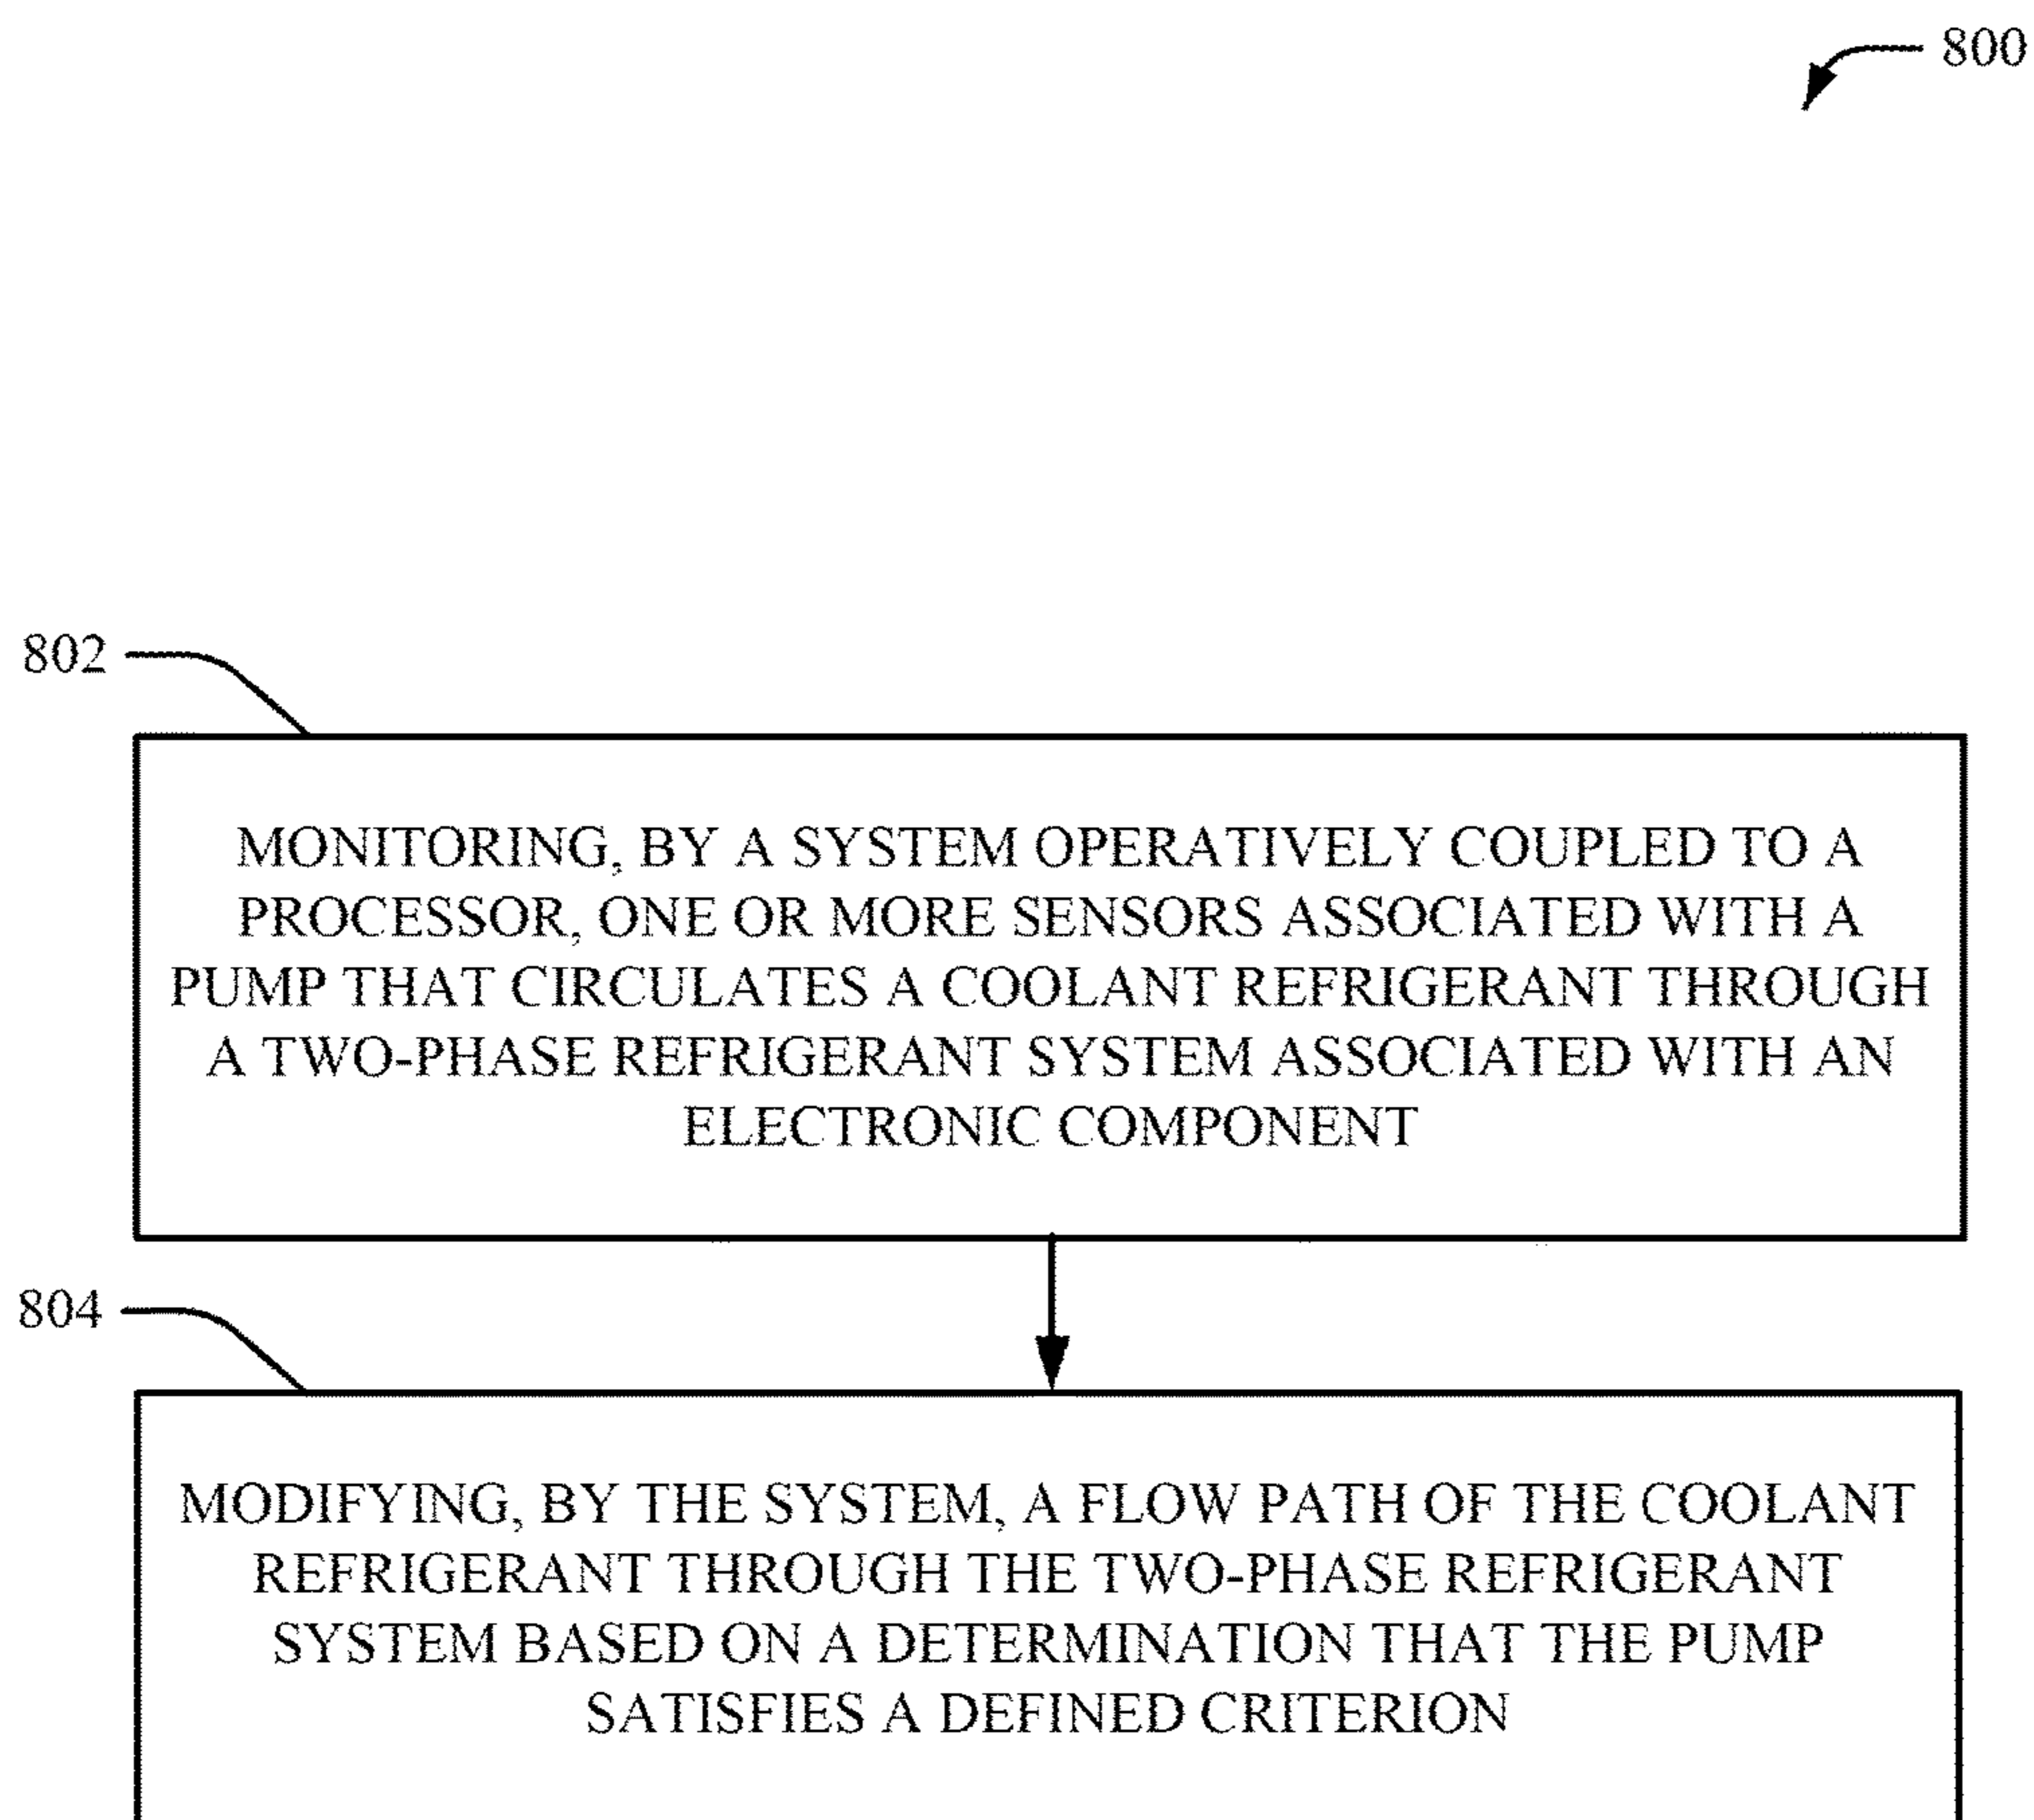 800
802
MONITORING, BY A SYSTEM OPERATIVELY COUPLED TO A
PROCESSOR, ONE OR MORE SENSORS ASSOCIATED WITH A
PUMP THAT CIRCULATES A COOLANT REFRIGERANT THROUGH
A TWO-PHASE REFRIGERANT SYSTEM ASSOCIATED WITH AN
ELECTRONIC COMPONENT
804
MODIFYING, BY THE SYSTEM, A FLOW PATH OF THE COOLANT
REFRIGERANT THROUGH THE TWO-PHASE REFRIGERANT
SYSTEM BASED ON A DETERMINATION THAT THE PUMP
SATISFIES A DEFINED CRITERION